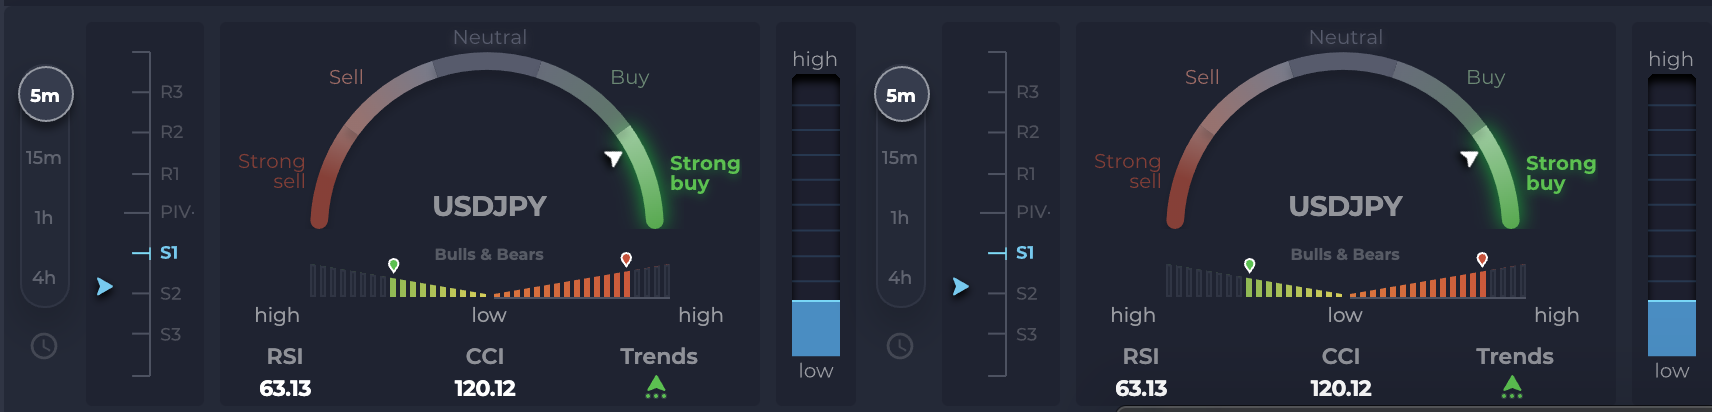 Neutral
Sell
Buy
high
5m
R3
R2
15m
Strong
sell
Strong
buy
R1
USDJPY
1h
PIV·
S1
Bulls & Bears
4h
S2
high
low
high
S3
RSI
CCI
Trends
low
63.13
120.12
Neutral
Sell
Buy
high
5m
R3
R2
15m
Strong
sell
Strong
buy
R1
USDJPY
1h
PIV·
S1
Bulls & Bears
4h
S2
high
low
high
S3
RSI
CCI
Trends
low
63.13
120.12